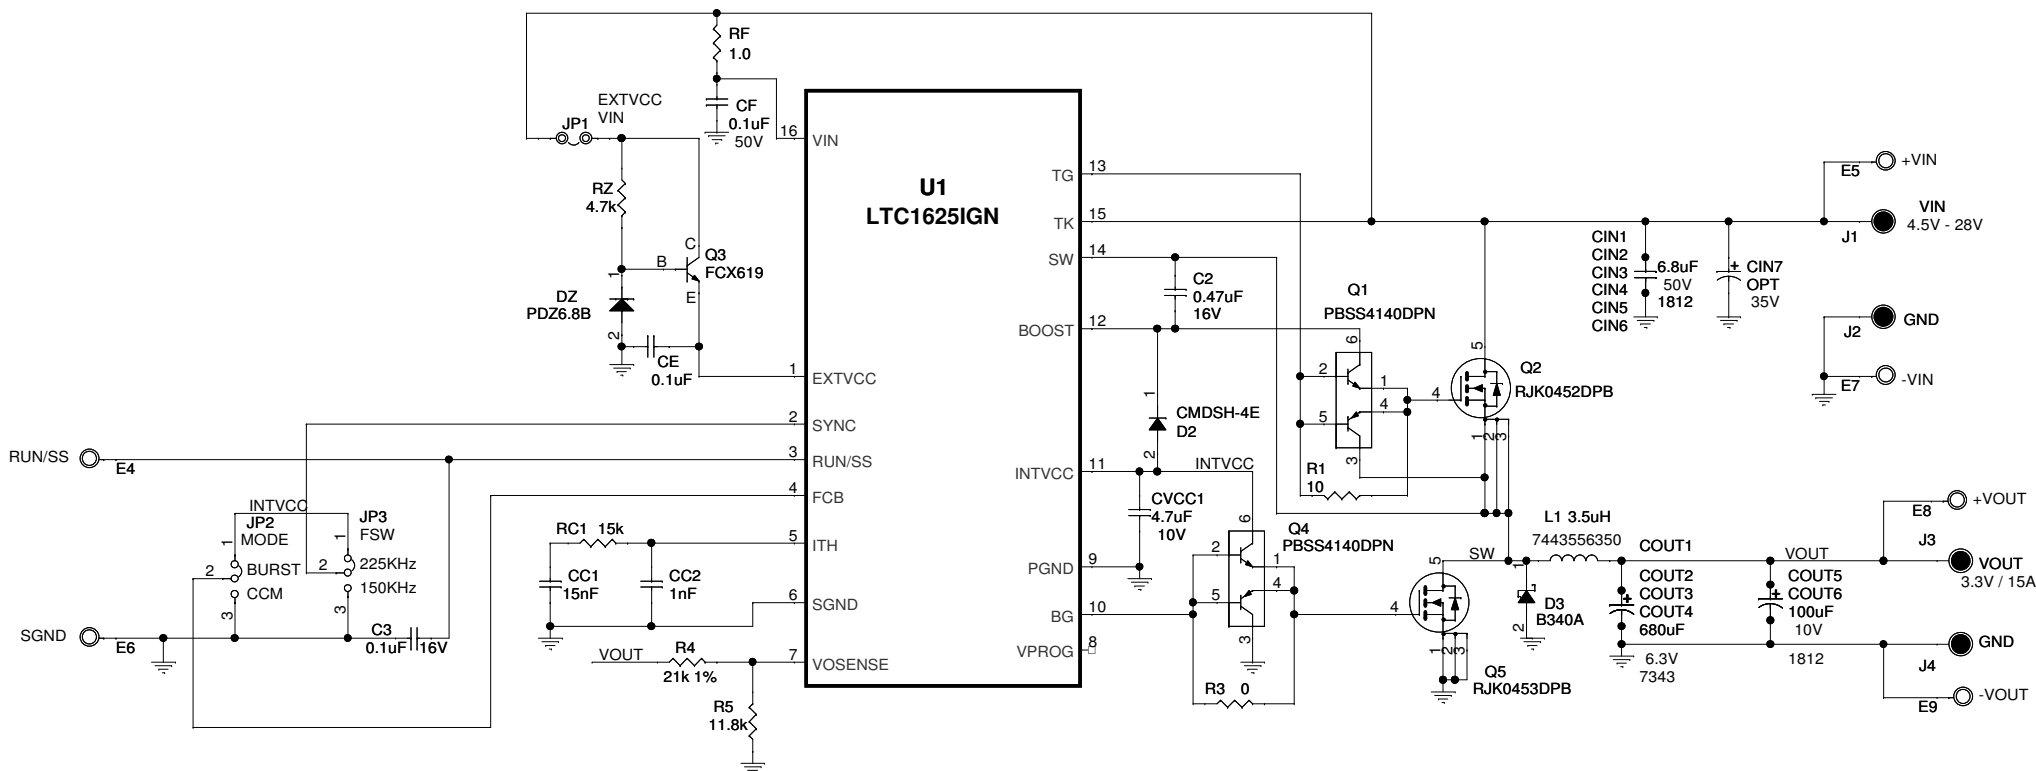 RF
1.0
EXTVCC
VIN
JP1
CF
0.1uF
50V
16
VIN
RZ
4.7k
C
B
Q3
FCX619
E
1
DZ
PDZ6.8B
2
CE
0.1uF
1
EXTVCC
2
SYNC
RUN/SS
E4
3
RUN/SS
4
FCB
INTVCC
JP2
MODE
JP3
FSW
1
1
2
BURST
CCM
2
225KHz
150KHz
3
3
SGND
E6
C3
0.1uF
16V
RC1 15k
5
ITH
CC1
15nF
CC2
1nF
6
SGND
VOUT
R4
21k 1%
7
VOSENSE
R5
11.8k
U1
LTC1625IGN
TG
13
TK
15
SW
14
BOOST
12
INTVCC
11
PGND
9
BG
10
VPROG
8
C2
0.47uF
16V
1
CMDSH-4E
D2
2
INTVCC
CVCC1
4.7uF
10V
Q1
PBSS4140DPN
6
2
1
4
5
3
R1
10
4
5
Q2
RJK0452DPB
1
2
3
6
Q4
PBSS4140DPN
2
1
4
5
3
R3 0
4
5
1
2
3
Q5
RJK0453DPB
SW
L1 3.5uH
7443556350
1
D3
B340A
2
CIN1
CIN2
CIN3
CIN4
CIN5
CIN6
6.8uF
50V
1812
+
CIN7
OPT
35V
E5
+VIN
VIN
4.5V - 28V
J1
GND
J2
E7
-VIN
COUT1
COUT2
COUT3
COUT4
680uF
+
6.3V
7343
VOUT
COUT5
COUT6
100uF
10V
+
1812
+VOUT
E8
J3
VOUT
3.3V / 15A
GND
J4
E9
-VOUT